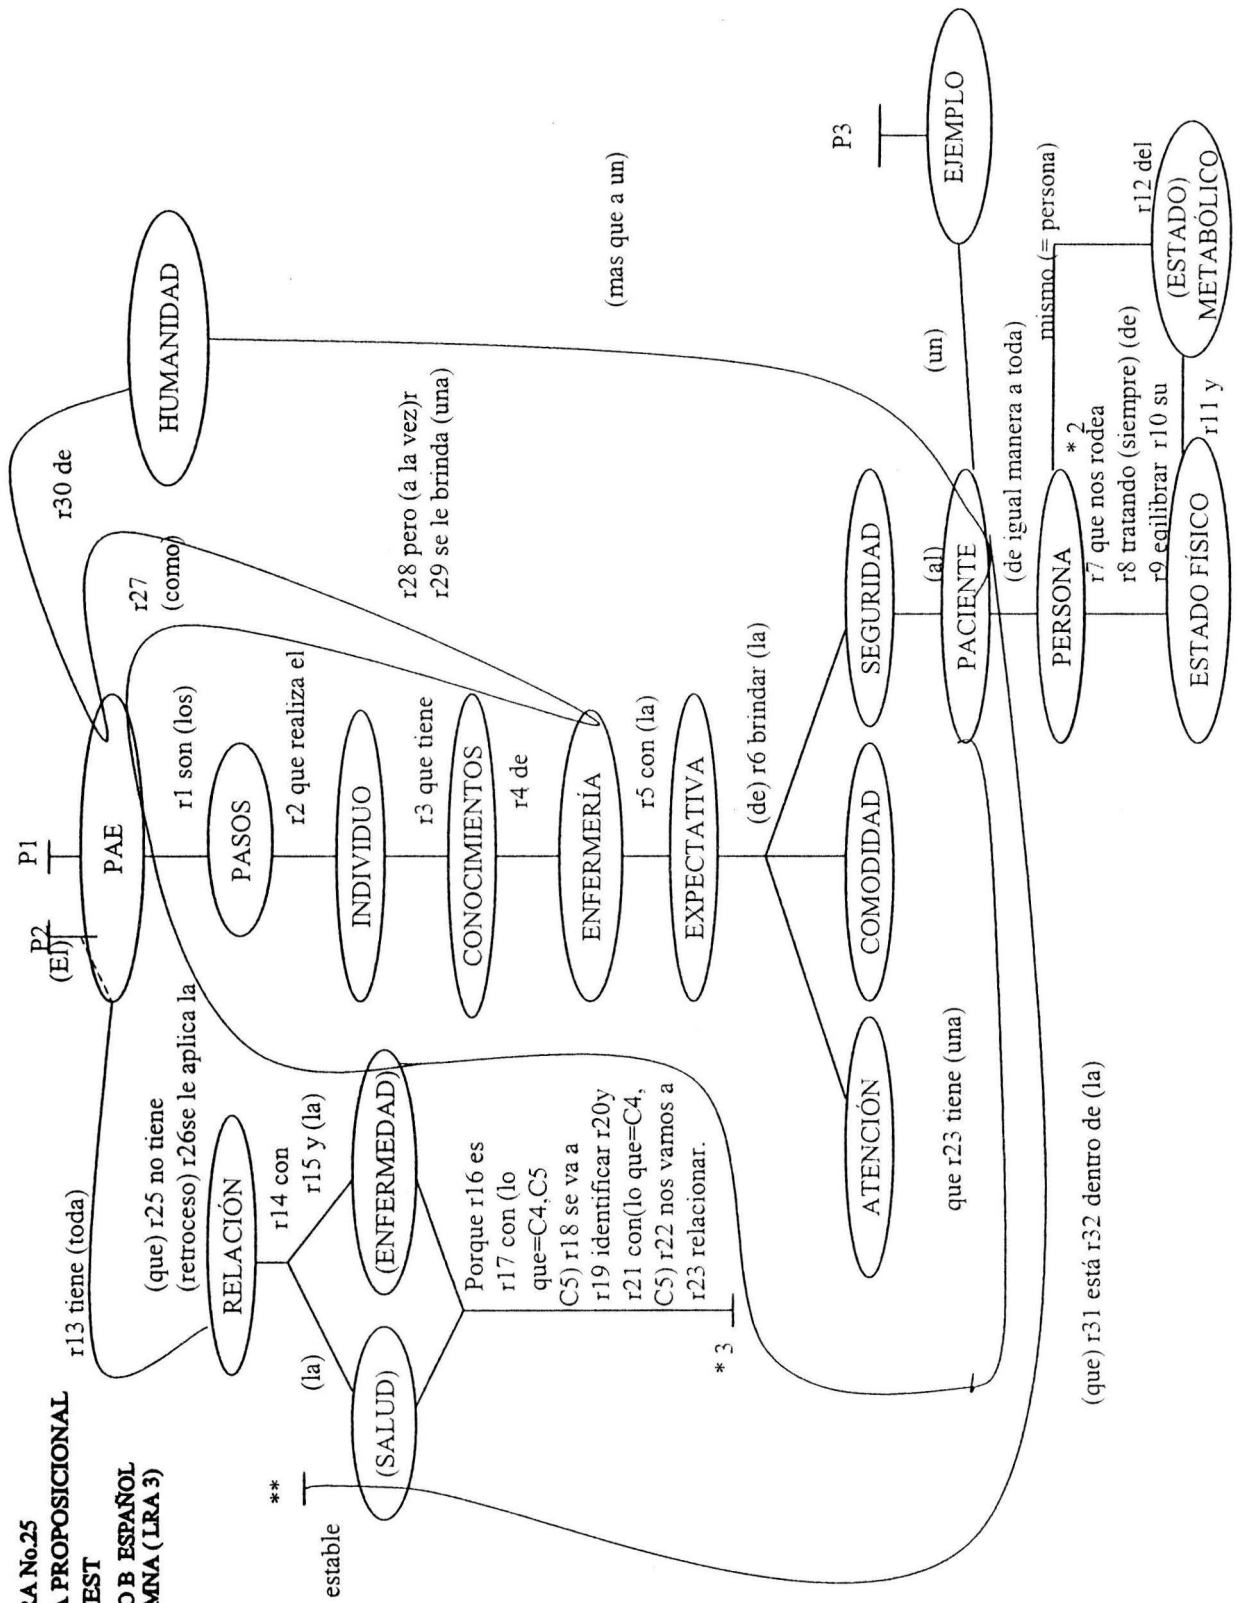 RA No.25
A PROPOSICIONAL
EST
O B ESPAÑOL
MNA ( LRA 3)
P2
(El)
P1
PAE
r13 tiene (toda)
(que) r25 no tiene
(retroceso) r26se le aplica la
r1 son (los)
r27
(como)
r30 de
HUMANIDAD
RELACIÓN
PASOS
r14 con
r15 y (la)
(la)
r2 que realiza el
**
estable
(SALUD)
(ENFERMEDAD)
INDIVIDUO
r28 pero (a la vez)r
r29 se le brinda (una)
r3 que tiene
CONOCIMIENTOS
Porque r16 es
r17 con (lo
que=C4,C5
C5) r18 se va a
r19 identificar r20y
r21 con(lo que=C4,
C5) r22 nos vamos a
r23 relacionar.
* 3
r4 de
ENFERMERÍA
(mas que a un)
r5 con (la)
EXPECTATIVA
(de) r6 brindar (la)
ATENCIÓN
COMODIDAD
SEGURIDAD
P3
(al)
(un)
EJEMPLO
que r23 tiene (una)
PACIENTE
(de igual manera a toda)
PERSONA
* 2
mismo (= persona)
r7 que nos rodea
r8 tratando (siempre) (de)
r9 eqilibrar r10 su
r12 del
(que) r31 está r32 dentro de (la)
ESTADO FÍSICO
r11 y
(ESTADO)
METABÓLICO